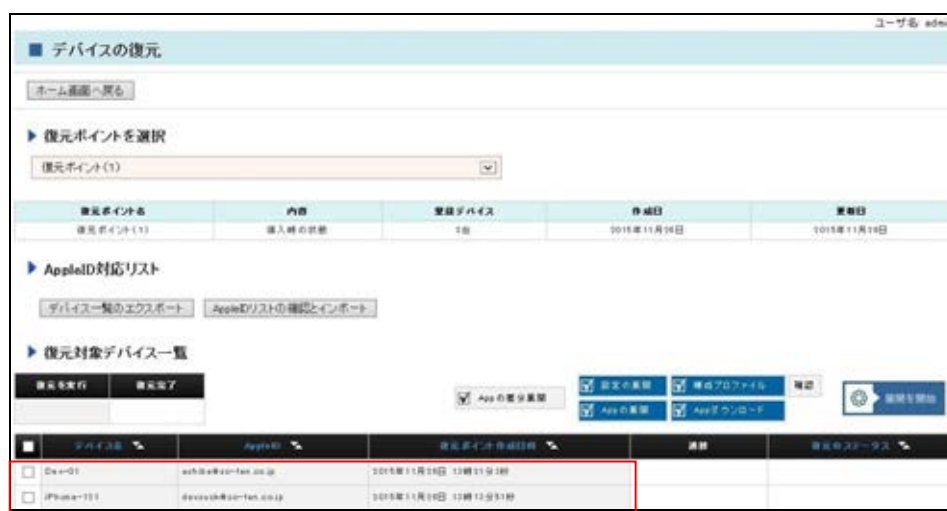 ユーザ名: admi
■ デバイスの復元
ホーム画面へ戻る
復元ポイントを選択
復元ポイント(1)
復元ポイント名 内容 登録デバイス 作成日 更新日
復元ポイント(1) 導入時の状態 2015年11月26日 2015年11月26日
AppleID対応リスト
デバイス一覧のエクスポート AppleIDリストの確認とインポート
復元対象デバイス一覧
復元を実行 復元完了
Appの差分展開 設定の展開 構成プロファイル 確認
Appの展開 Appダウンロード 展開を開始
デバイス名 AppleID 復元ポイント作成日時 復元中ステータス
Dev-01 2015年11月26日
iPhone-101 2015年11月26日